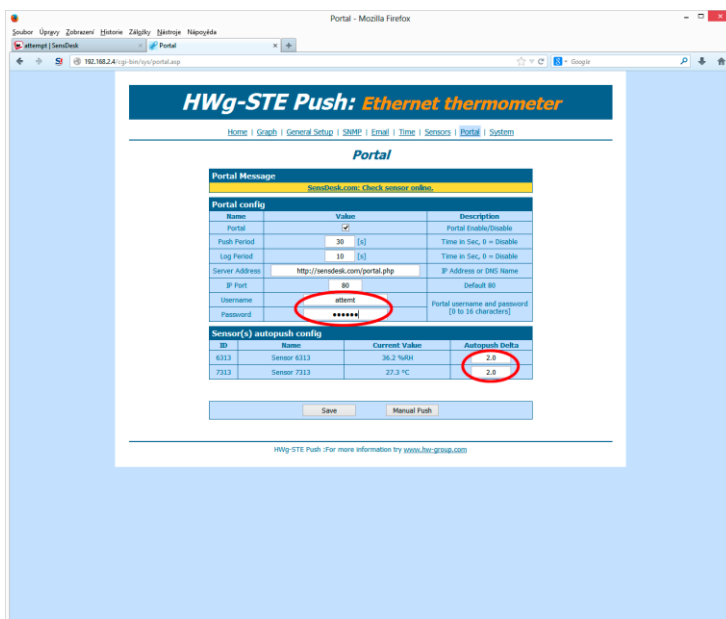 Portal - Mozilla Firefox
Soubor Úpravy Zobrazení Historie Záložky Nástroje Nápověda
attempt | SensDesk Portal
192.168.2.4/cgi-bin/sys/portal.asp Google
HWg-STE Push: Ethernet thermometer
Home | Graph | General Setup | SNMP | Email | Time | Sensors | Portal | System
Portal
Portal Message
SensDesk.com: Check sensor online.
Portal config
Name Value Description
Portal Portal Enable/Disable
Push Period 30 [s] Time in Sec, 0 = Disable
Log Period 10 [s] Time in Sec, 0 = Disable
Server Address http://sensdesk.com/portal.php IP Address or DNS Name
IP Port 80 Default 80
Username attemt Portal username and password
Password ●●●●●● [0 to 16 characters]
Sensor(s) autopush config
ID Name Current Value Autopush Delta
6313 Sensor 6313 36.2 %RH 2.0
7313 Sensor 7313 27.3 °C 2.0
Save Manual Push
HWg-STE Push :For more information try www.hw-group.com